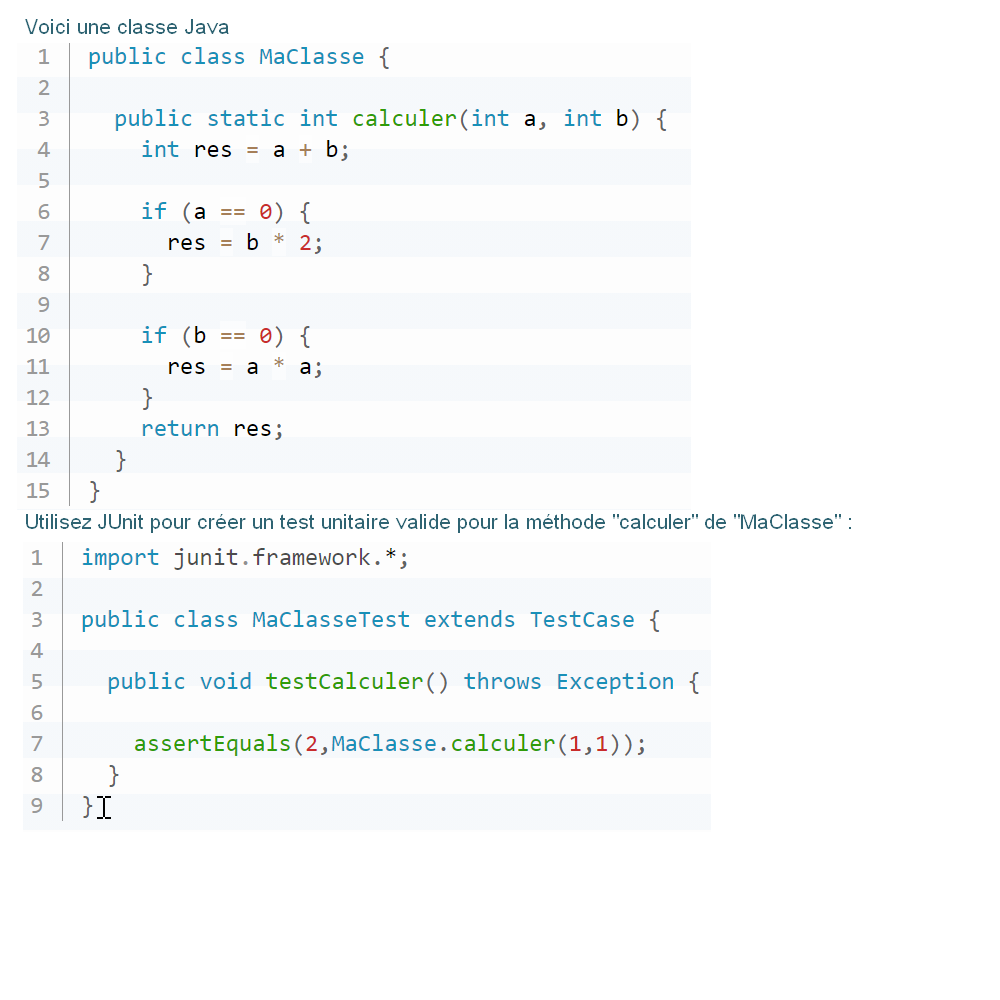 Voici une classe Java
1 public class MaClasse {
2
3 public static int calculer(int a, int b) {
4 int res = a + b;
5
6 if (a == 0) {
7 res = b * 2;
8 }
9
10 if (b == 0) {
11 res = a * a;
12 }
13 return res;
14 }
15 }
Utilisez JUnit pour créer un test unitaire valide pour la méthode "calculer" de "MaClasse" :
1 import junit.framework.*;
2
3 public class MaClasseTest extends TestCase {
4
5 public void testCalculer() throws Exception {
6
7 assertEquals(2,MaClasse.calculer(1,1));
8 }
9 }